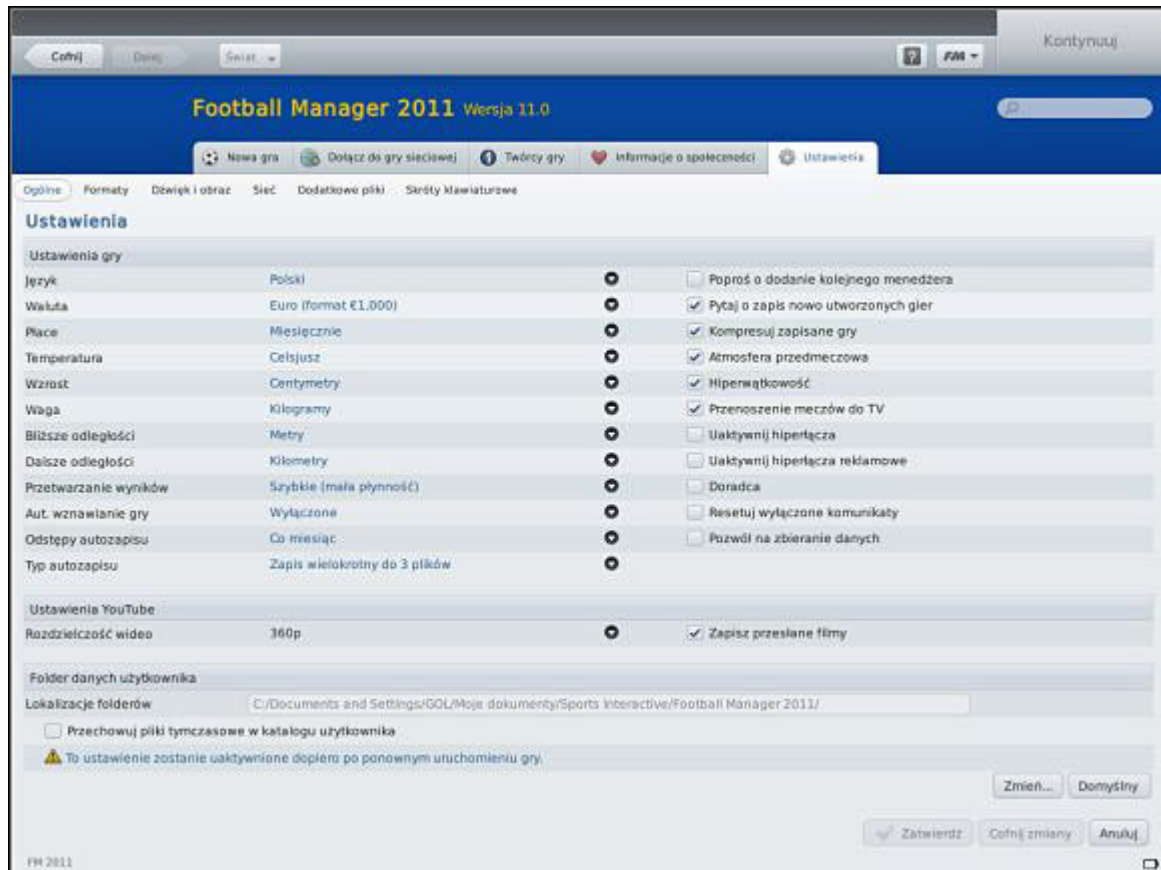 Cofnij Dalej Świat ? FM Kontynuuj
Football Manager 2011 Wersja 11.0
Nowa gra Dołącz do gry sieciowej Twórcy gry Informacje o społeczności Ustawienia
Ogólne Formaty Dźwięk i obraz Sieć Dodatkowe pliki Skróty klawiaturowe
Ustawienia
Ustawienia gry
Język Polski Poproś o dodanie kolejnego menedżera
Waluta Euro (format €1,000) Pytaj o zapis nowo utworzonych gier
Płace Miesięcznie Kompresuj zapisane gry
Temperatura Celsjusz Atmosfera przedmeczowa
Wzrost Centymetry Hiperwątkowość
Waga Kilogramy Przenoszenie meczów do TV
Bliższe odległości Metry Uaktywnij hiperłącza
Dalsze odległości Kilometry Uaktywnij hiperłącza reklamowe
Przetwarzanie wyników Szybkie (mała płynność) Doradca
Aut. wznawianie gry Wyłączone Resetuj wyłączone komunikaty
Odstępy autozapisu Co miesiąc Pozwól na zbieranie danych
Typ autozapisu Zapis wielokrotny do 3 plików
Ustawienia YouTube
Rozdzielczość wideo 360p Zapisz przesłane filmy
Folder danych użytkownika
Lokalizacje folderów C:/Documents and Settings/GOL/Moje dokumenty/Sports Interactive/Football Manager 2011/
Przechowuj pliki tymczasowe w katalogu użytkownika
To ustawienie zostanie uaktywnione dopiero po ponownym uruchomieniu gry.
Zmień... Domyślny
Zatwierdź Cofnij zmiany Anuluj
FM 2011